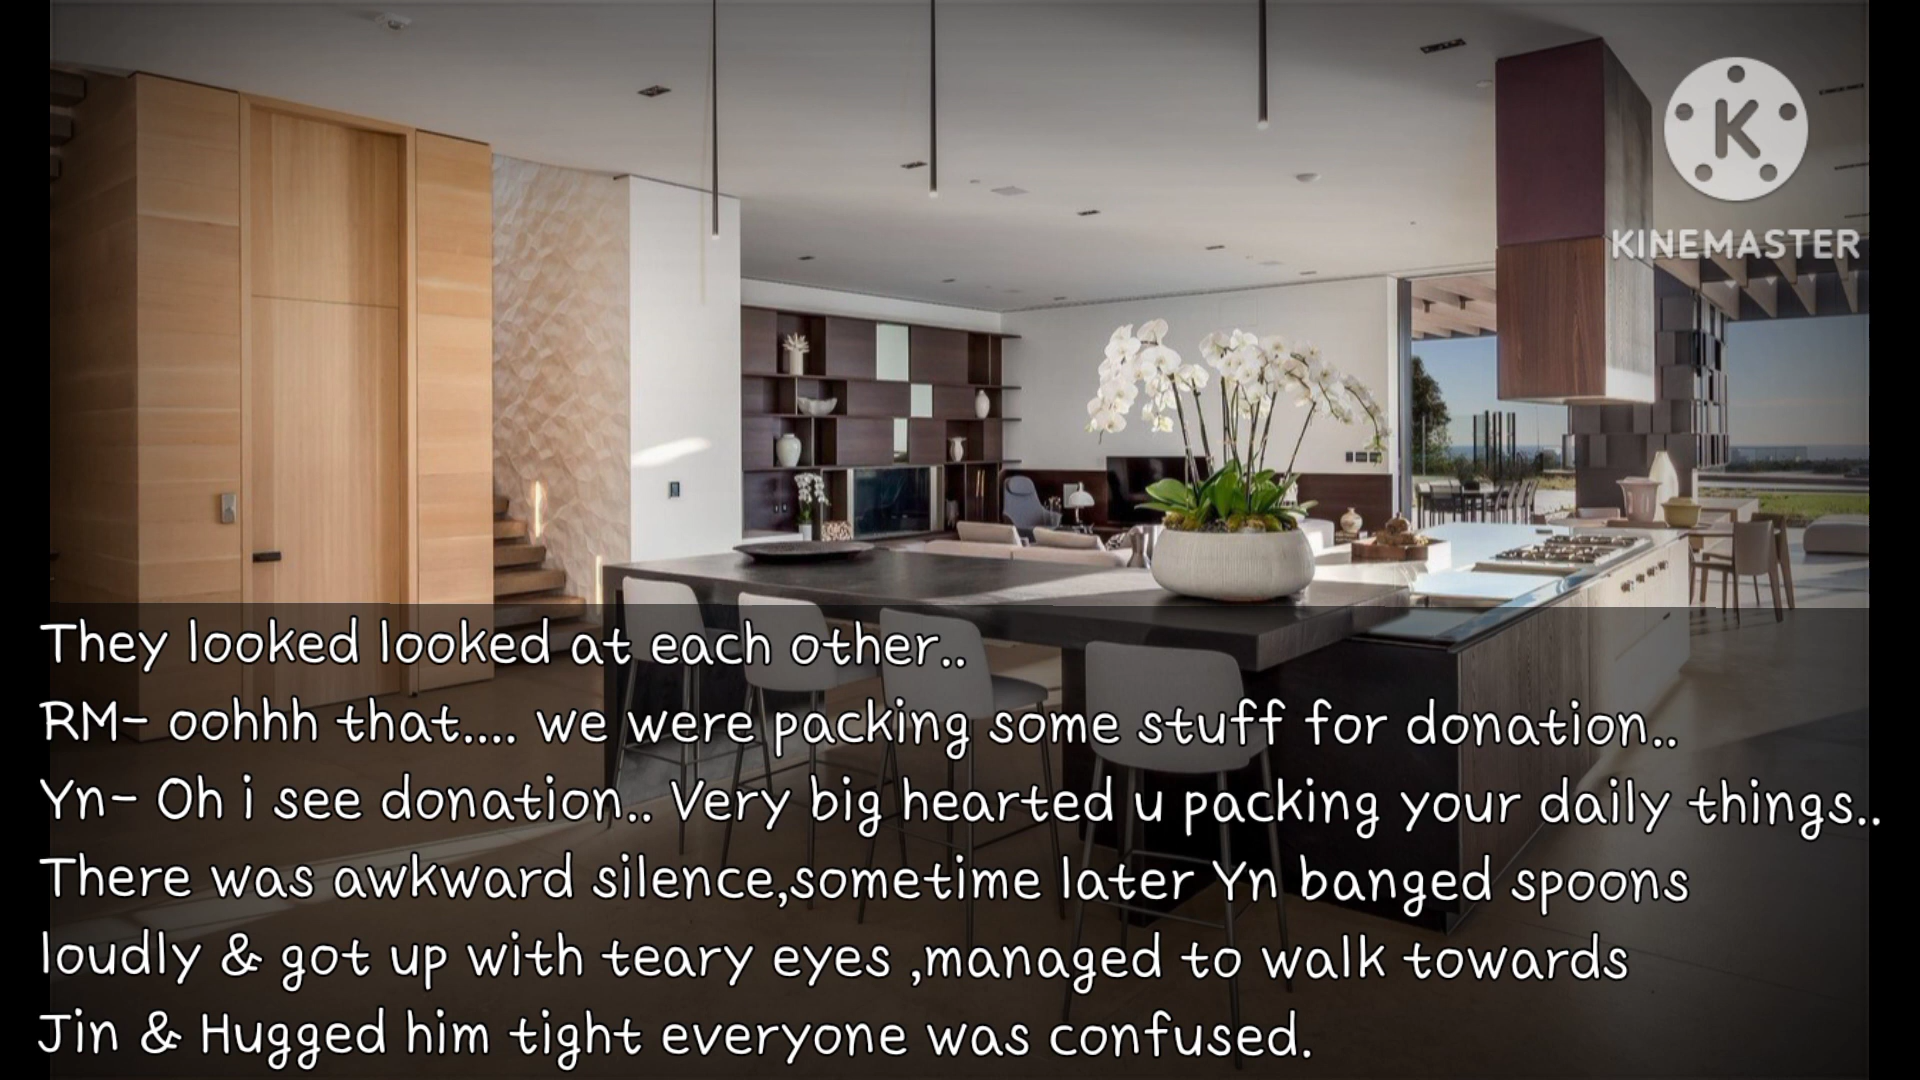 KINEMASTER
They looked looked at each other..
RM- oohhh that.... we were packing some stuff for donation..
Yn- Oh i see donation.. Very big hearted u packing your daily things..
There was awkward silence,sometime later Yn banged spoons
loudly & got up with teary eyes ,managed to walk towards
Jin & Hugged him tight everyone was confused.